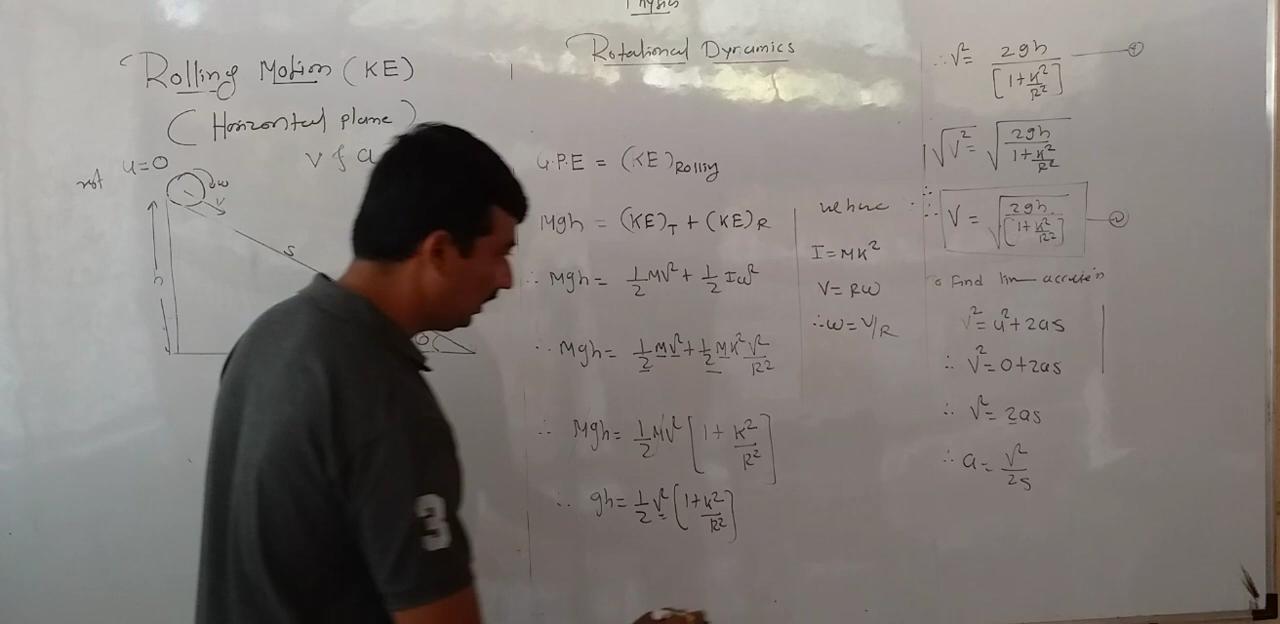 Physics
Rolling Motion (KE)
(Horizontal plane)
V & a
rest u=0
ω
V
S
h
θ
3
Rotational Dynamics
G.P.E = (KE)Rolling
Mgh = (KE)T + (KE)R
∴ Mgh = 1/2 MV² + 1/2 Iω²
∴ Mgh = 1/2 MV² + 1/2 MK² V²/R²
∴ Mgh = 1/2 MV² [1 + K²/R²]
∴ gh = 1/2 V² [1 + K²/R²]
where
I = MK²
V = Rω
∴ ω = V/R
∴ V² = 2gh/[1 + K²/R²] — ①
√V² = √(2gh/(1 + K²/R²))
∴ V = √(2gh/[1 + K²/R²]) — ②
Find
V² = u² + 2as
∴ V² = 0 + 2as
∴ V² = 2as
∴ a = V²/2s